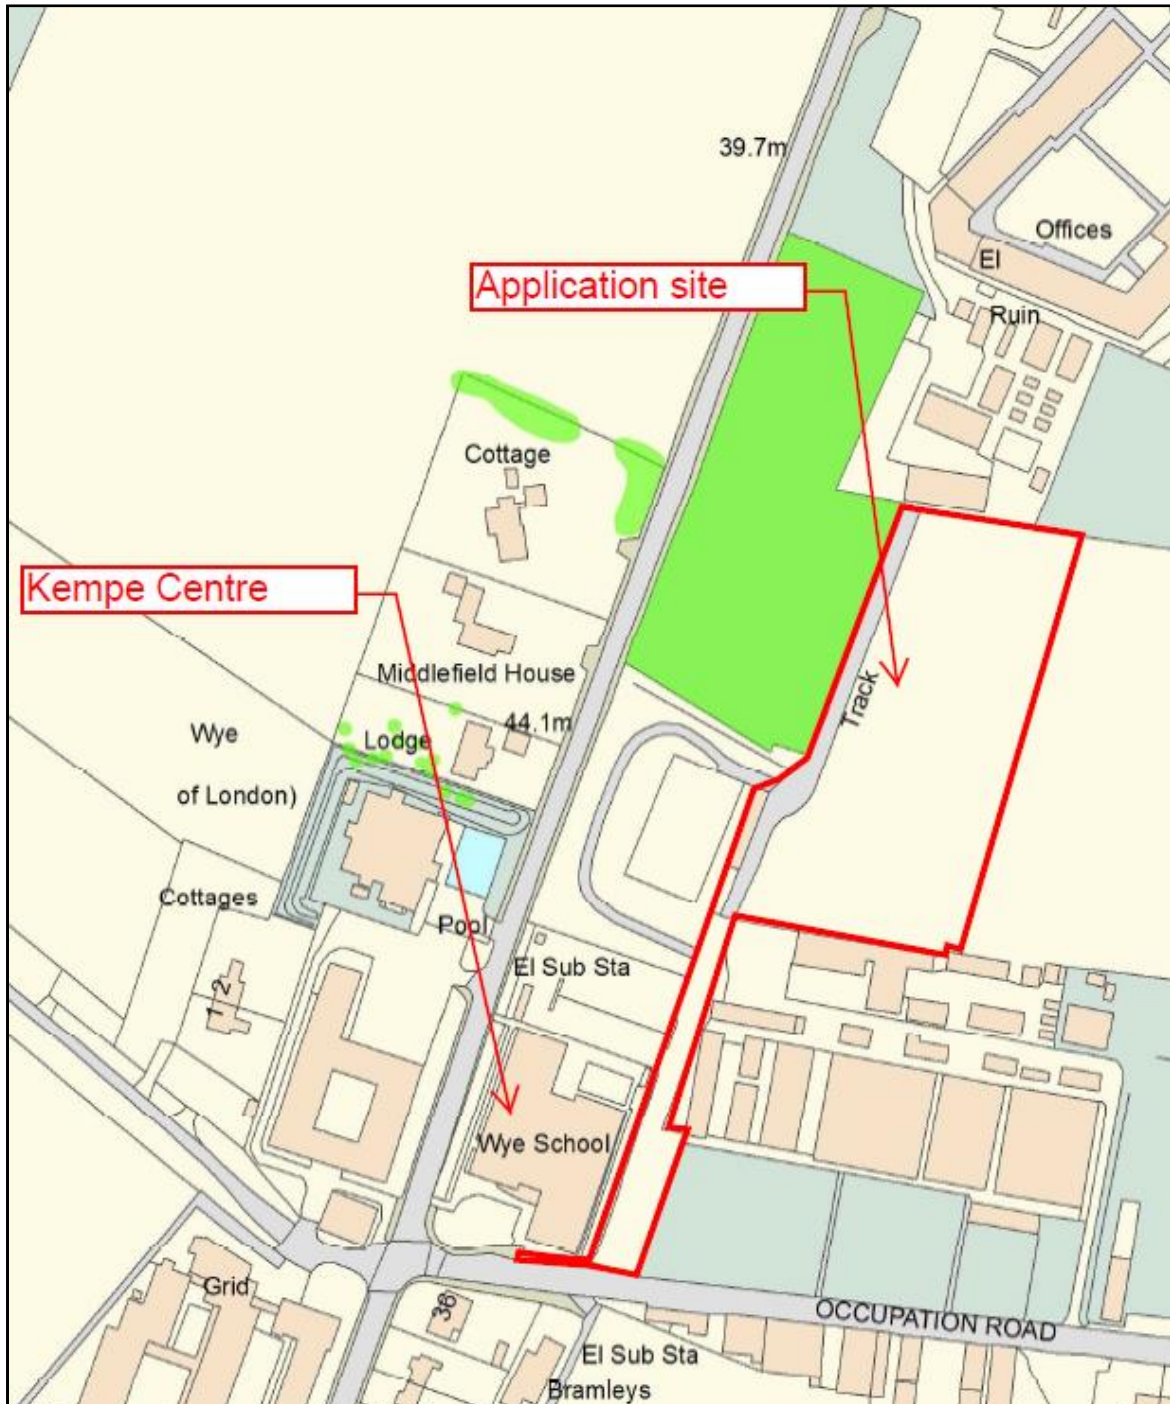 39.7m
Offices
El
Application site
Ruin
Cottage
Kempe Centre
Middlefield House
Track
44.1m
Wye
Lodge
of London)
Cottages
Pool
El Sub Sta
1 2
Wye School
Grid
36
OCCUPATION ROAD
El Sub Sta
Bramleys